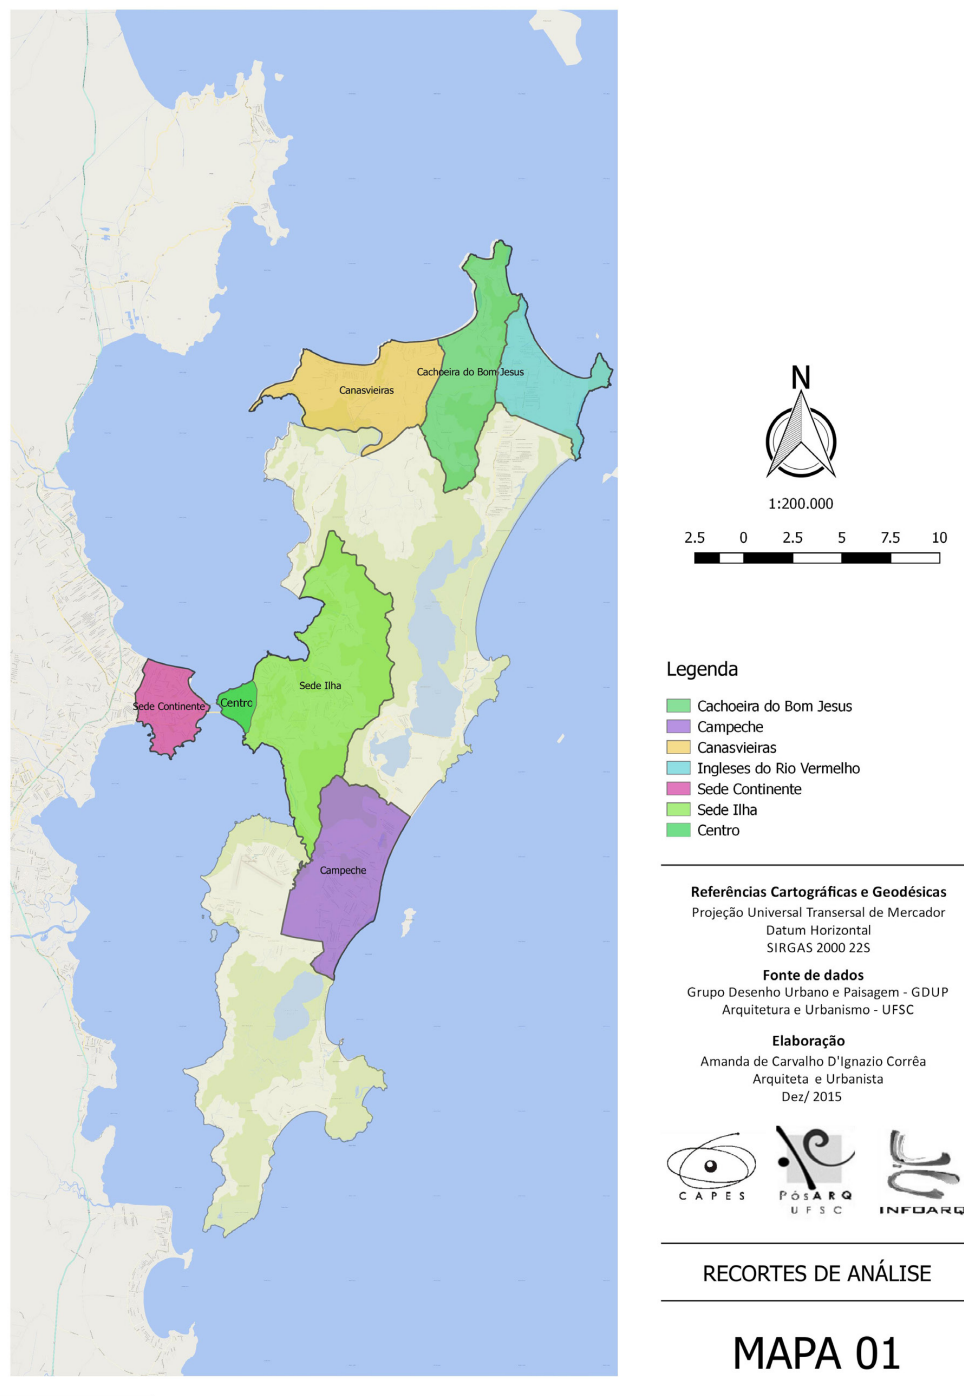 Cachoeira do Bom Jesus
Canasvieiras
Sede Ilha
Sede Continente
Centro
Campeche
N
1:200.000
2.5 0 2.5 5 7.5 10
Legenda
Cachoeira do Bom Jesus
Campeche
Canasvieiras
Ingleses do Rio Vermelho
Sede Continente
Sede Ilha
Centro
Referências Cartográficas e Geodésicas
Projeção Universal Transersal de Mercador
Datum Horizontal
SIRGAS 2000 22S
Fonte de dados
Grupo Desenho Urbano e Paisagem - GDUP
Arquitetura e Urbanismo - UFSC
Elaboração
Amanda de Carvalho D'Ignazio Corrêa
Arquiteta e Urbanista
Dez/ 2015
CAPES
PósARQ
UFSC
INFOARQ
RECORTES DE ANÁLISE
MAPA 01